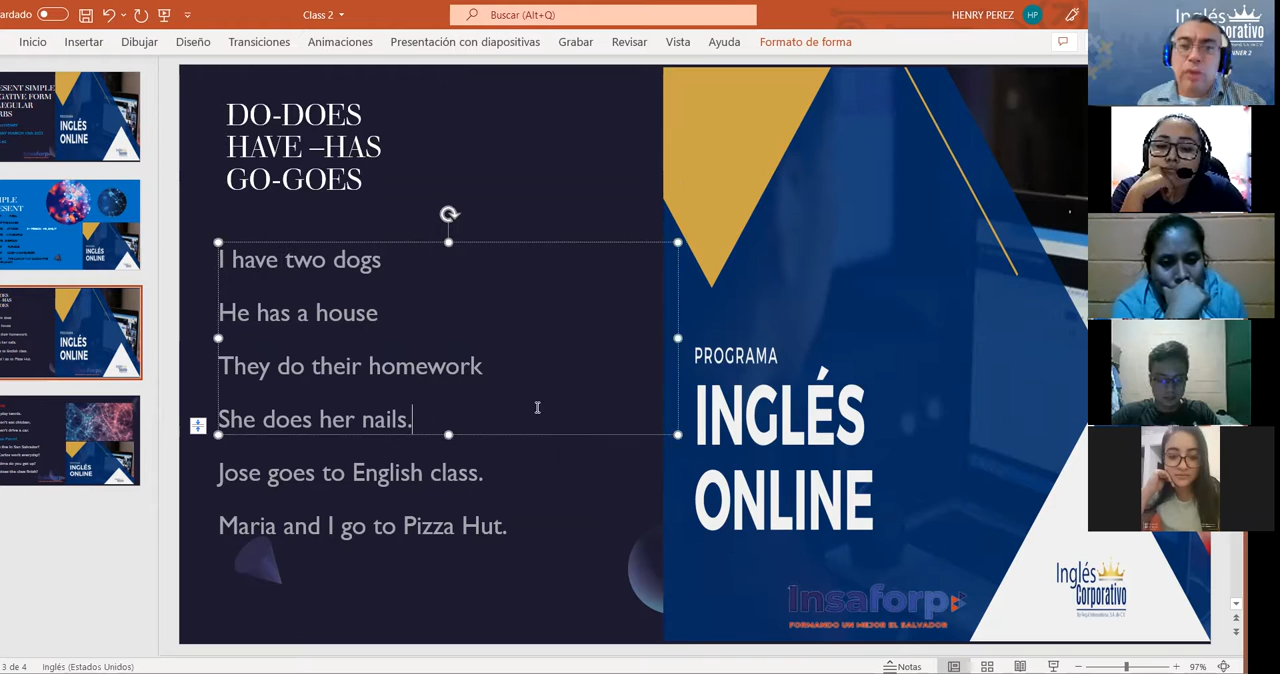 ardado
Class 2
Buscar (Alt+Q)
HENRY PEREZ
HP
Inicio
Insertar
Dibujar
Diseño
Transiciones
Animaciones
Presentación con diapositivas
Grabar
Revisar
Vista
Ayuda
Formato de forma
DO-DOES
HAVE –HAS
GO-GOES
I have two dogs
He has a house
They do their homework
She does her nails.
Jose goes to English class.
Maria and I go to Pizza Hut.
PROGRAMA
INGLÉS
ONLINE
Insaforp
FORMANDO UN MEJOR EL SALVADOR
Inglés
Corporativo
INGLÉS
ONLINE
INGLÉS
ONLINE
INGLÉS
ONLINE
INGLÉS
ONLINE
Inglés
orativo
3 de 4
Inglés (Estados Unidos)
Notas
97%